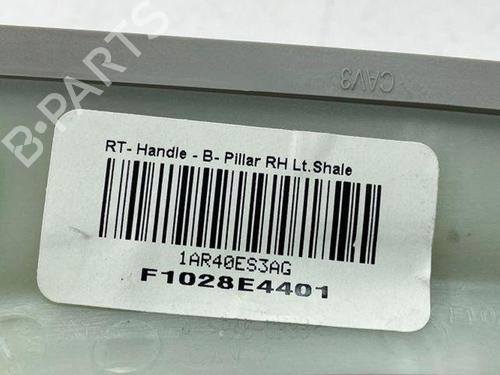 B-PARTS
CAV3
RT- Handle - B- Pillar RH Lt.Shale
1AR40ES3AG
F1028E4401